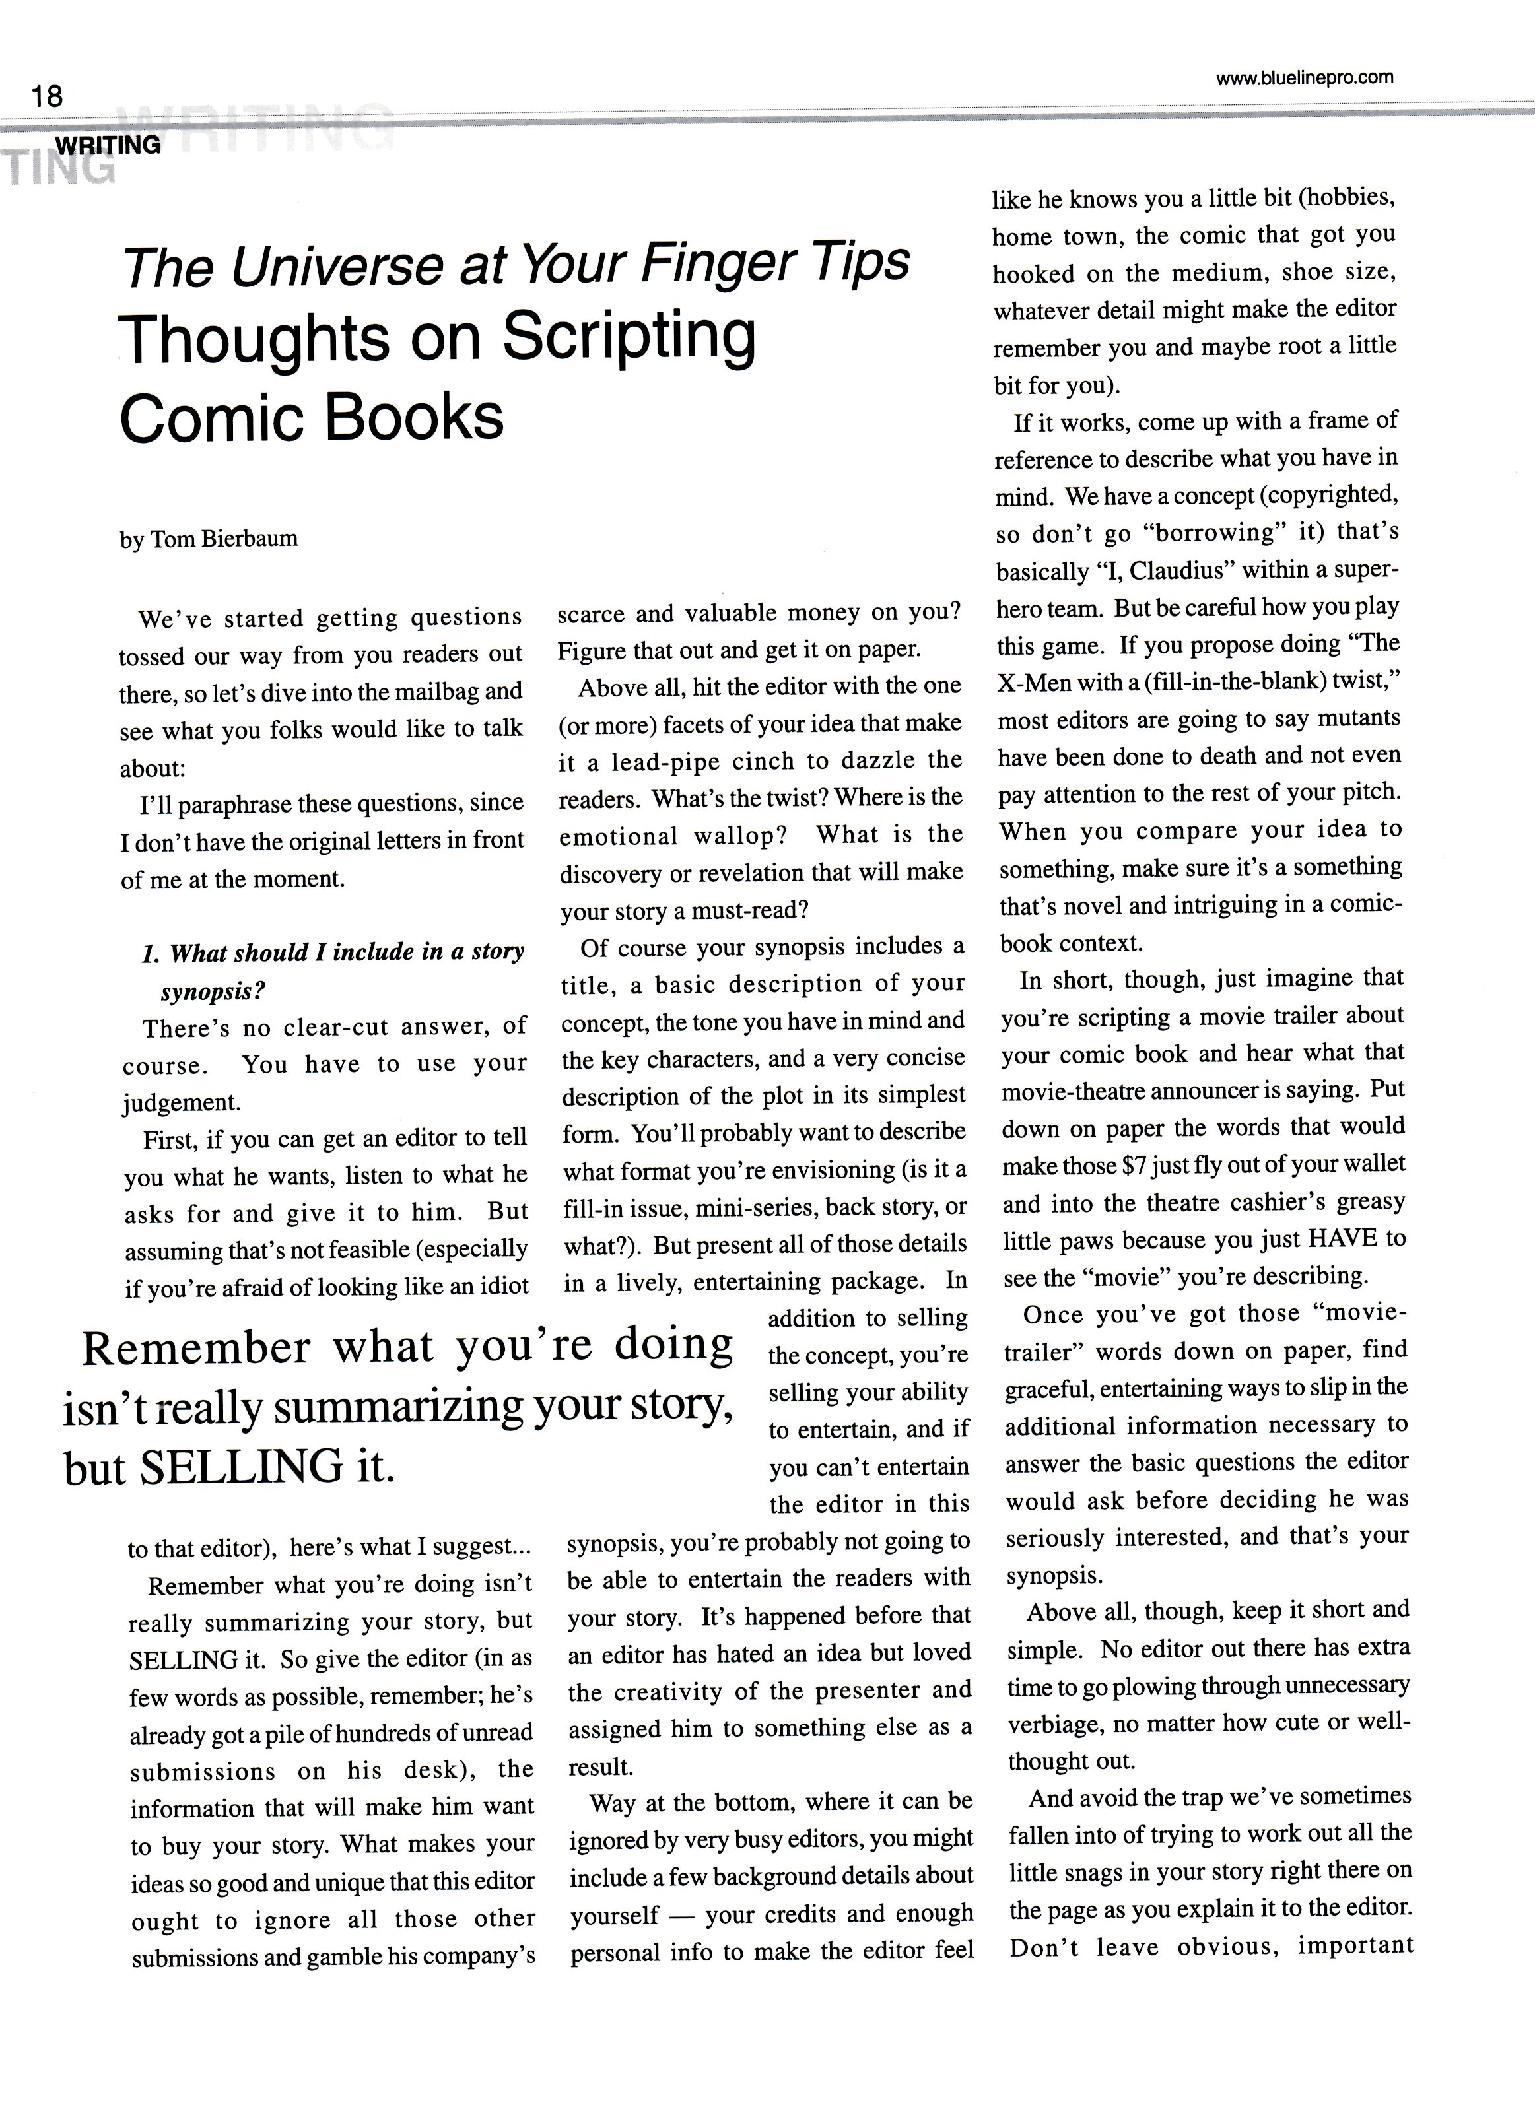 18
www.bluelinepro.com
WRITING
WRITING
TING
The Universe at Your Finger Tips
Thoughts on Scripting
Comic Books
by Tom Bierbaum
We've started getting questions
tossed our way from you readers out
there, so let's dive into the mailbag and
see what you folks would like to talk
about:
I'll paraphrase these questions, since
I don't have the original letters in front
of me at the moment.
1. What should I include in a story
synopsis?
There's no clear-cut answer, of
course. You have to use your
judgement.
First, if you can get an editor to tell
you what he wants, listen to what he
asks for and give it to him. But
assuming that's not feasible (especially
if you're afraid of looking like an idiot
Remember what you're doing
isn't really summarizing your story,
but SELLING it.
to that editor), here's what I suggest...
Remember what you're doing isn't
really summarizing your story, but
SELLING it. So give the editor (in as
few words as possible, remember; he's
already got a pile of hundreds of unread
submissions on his desk), the
information that will make him want
to buy your story. What makes your
ideas so good and unique that this editor
ought to ignore all those other
submissions and gamble his company's
scarce and valuable money on you?
Figure that out and get it on paper.
Above all, hit the editor with the one
(or more) facets of your idea that make
it a lead-pipe cinch to dazzle the
readers. What's the twist? Where is the
emotional wallop? What is the
discovery or revelation that will make
your story a must-read?
Of course your synopsis includes a
title, a basic description of your
concept, the tone you have in mind and
the key characters, and a very concise
description of the plot in its simplest
form. You'll probably want to describe
what format you're envisioning (is it a
fill-in issue, mini-series, back story, or
what?). But present all of those details
in a lively, entertaining package. In
addition to selling
the concept, you're
selling your ability
to entertain, and if
you can't entertain
the editor in this
synopsis, you're probably not going to
be able to entertain the readers with
your story. It's happened before that
an editor has hated an idea but loved
the creativity of the presenter and
assigned him to something else as a
result.
Way at the bottom, where it can be
ignored by very busy editors, you might
include a few background details about
yourself — your credits and enough
personal info to make the editor feel
like he knows you a little bit (hobbies,
home town, the comic that got you
hooked on the medium, shoe size,
whatever detail might make the editor
remember you and maybe root a little
bit for you).
If it works, come up with a frame of
reference to describe what you have in
mind. We have a concept (copyrighted,
so don't go “borrowing” it) that's
basically “I, Claudius” within a super-
hero team. But be careful how you play
this game. If you propose doing “The
X-Men with a (fill-in-the-blank) twist,”
most editors are going to say mutants
have been done to death and not even
pay attention to the rest of your pitch.
When you compare your idea to
something, make sure it's a something
that's novel and intriguing in a comic-
book context.
In short, though, just imagine that
you're scripting a movie trailer about
your comic book and hear what that
movie-theatre announcer is saying. Put
down on paper the words that would
make those $7 just fly out of your wallet
and into the theatre cashier's greasy
little paws because you just HAVE to
see the “movie” you're describing.
Once you've got those “movie-
trailer” words down on paper, find
graceful, entertaining ways to slip in the
additional information necessary to
answer the basic questions the editor
would ask before deciding he was
seriously interested, and that's your
synopsis.
Above all, though, keep it short and
simple. No editor out there has extra
time to go plowing through unnecessary
verbiage, no matter how cute or well-
thought out.
And avoid the trap we've sometimes
fallen into of trying to work out all the
little snags in your story right there on
the page as you explain it to the editor.
Don't leave obvious, important